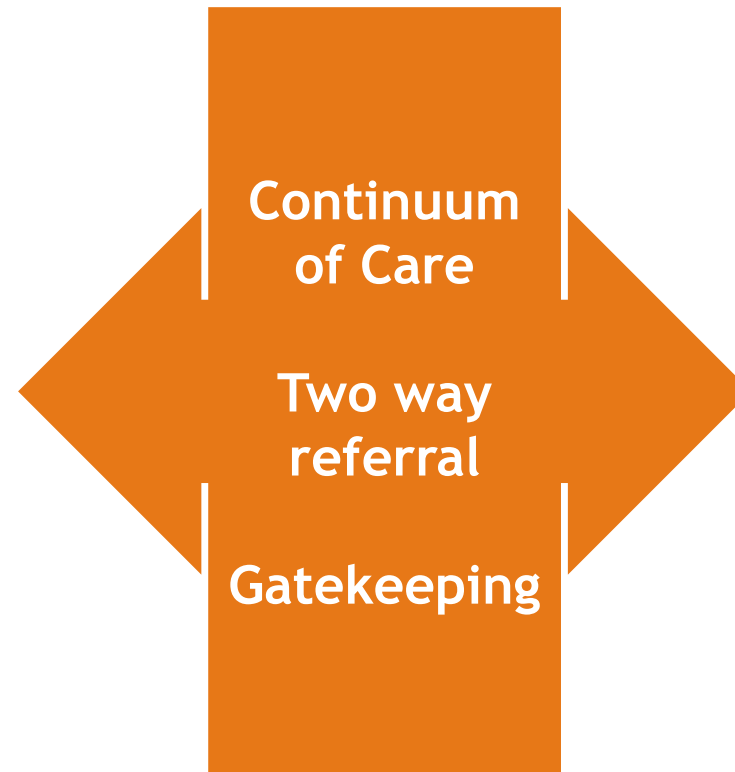 Continuum
of Care
Two way
referral
Gatekeeping